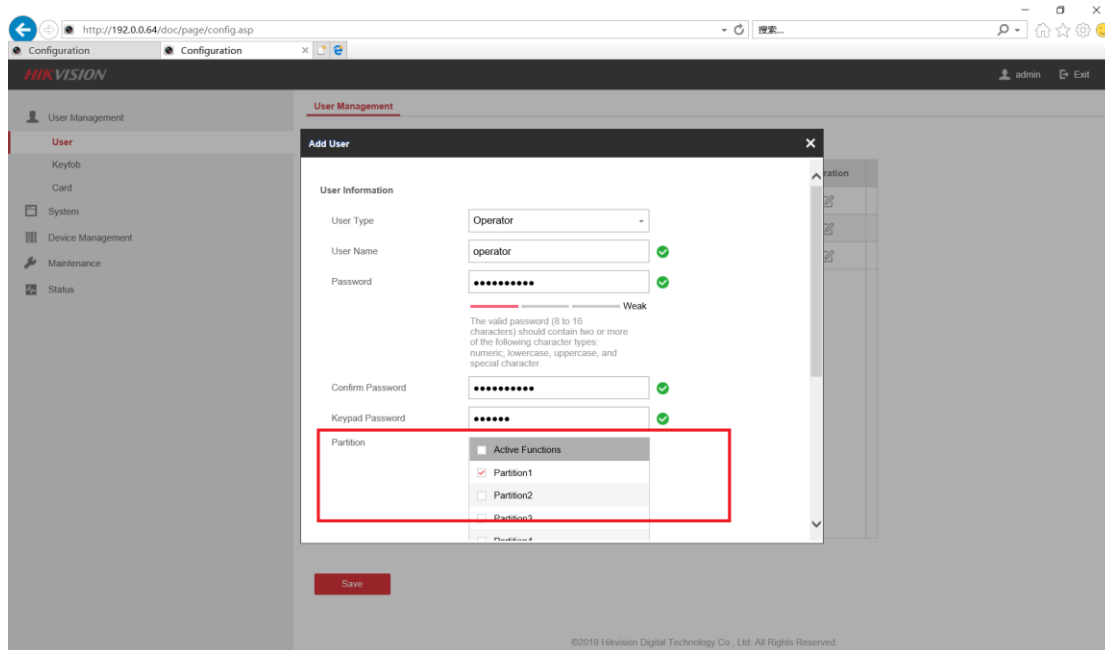 http://192.0.0.64/doc/page/config.asp
搜索...
Configuration
Configuration
HIKVISION
admin
Exit
User Management
User
Keyfob
Card
System
Device Management
Maintenance
Status
User Management
Add User
ration
User Information
User Type
Operator
User Name
operator
Password
●●●●●●●●●●
Weak
The valid password (8 to 16
characters) should contain two or more
of the following character types:
numeric, lowercase, uppercase, and
special character.
Confirm Password
●●●●●●●●●●
Keypad Password
●●●●●●
Partition
Active Functions
Partition1
Partition2
Partition3
Partition4
Save
©2019 Hikvision Digital Technology Co., Ltd. All Rights Reserved.